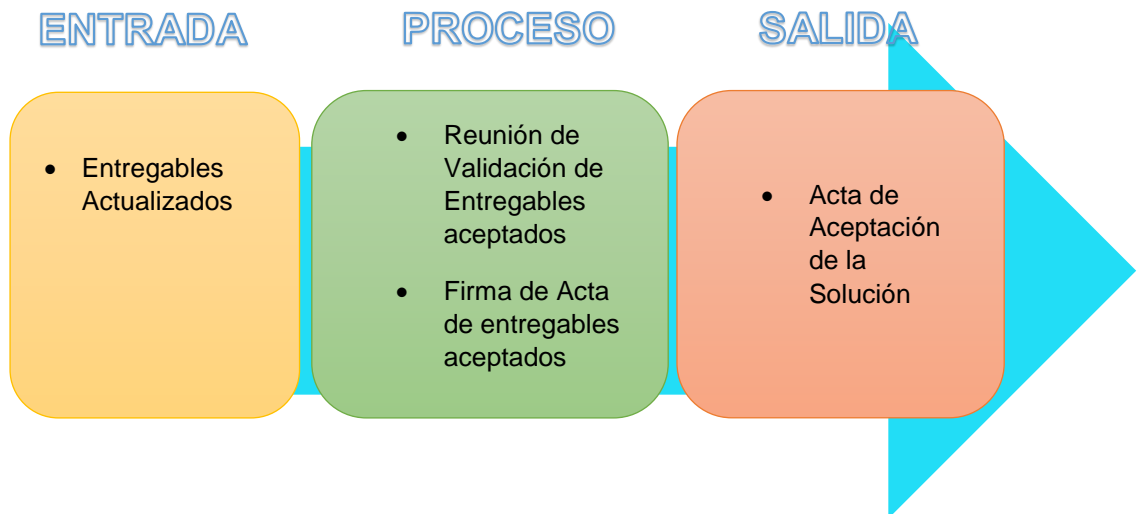 ENTRADA
PROCESO
SALIDA
• Entregables
Actualizados
• Reunión de
Validación de
Entregables
aceptados
• Firma de Acta
de entregables
aceptados
• Acta de
Aceptación
de la
Solución